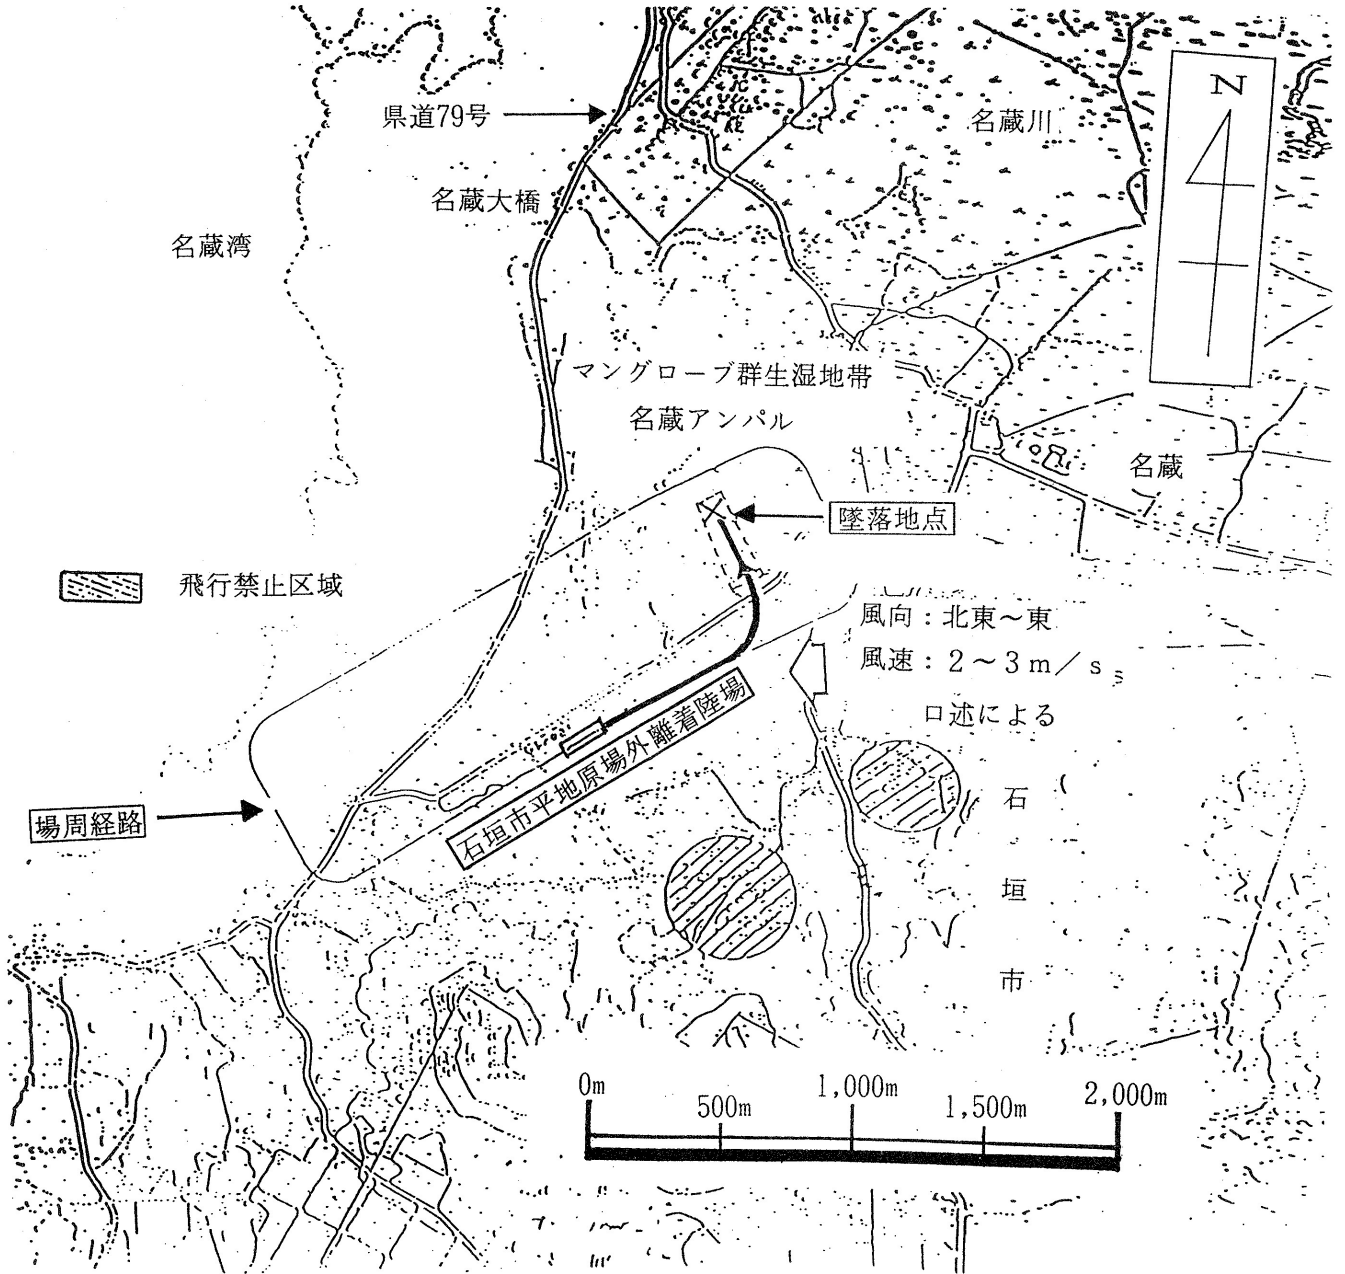 N
県道79号
名蔵川
名蔵大橋
名蔵湾
マングローブ群生湿地帯
名蔵アンパル
名蔵
墜落地点
飛行禁止区域
風向：北東～東
風速：2～3m／s
口述による
石垣市平地原場外離着陸場
場周経路
石
垣
市
0m
500m
1,000m
1,500m
2,000m